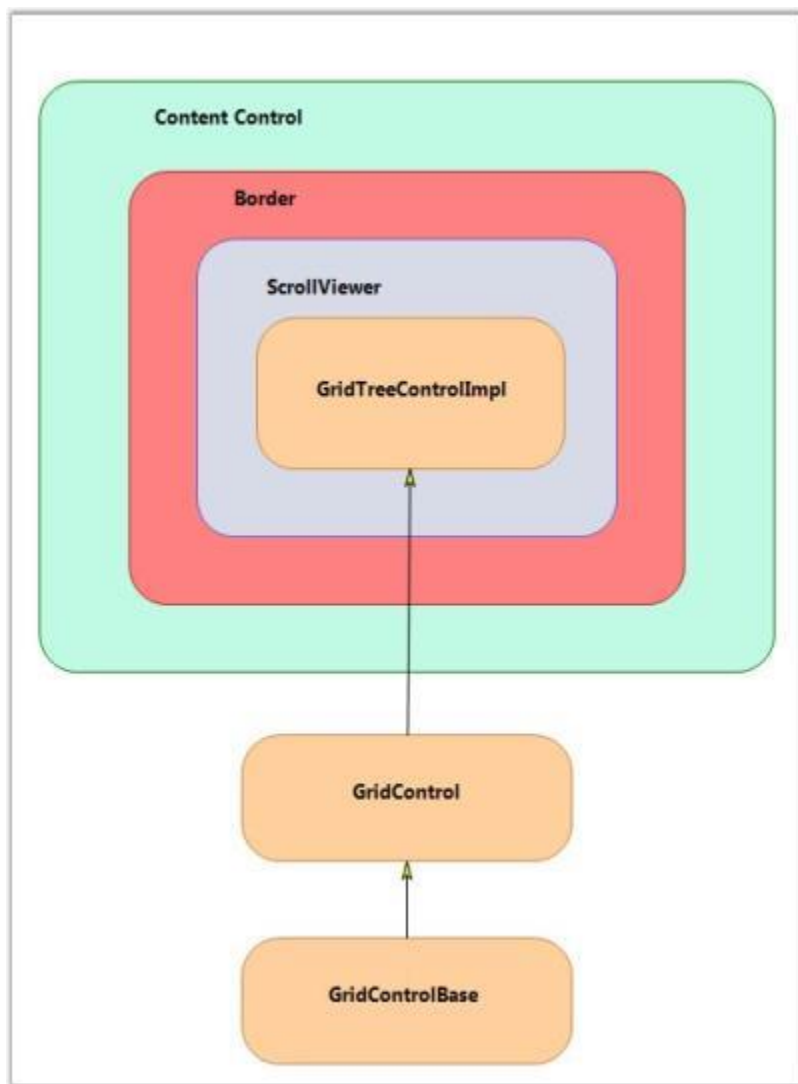 Content Control
Border
ScrollViewer
GridTreeControlImpl
GridControl
GridControlBase